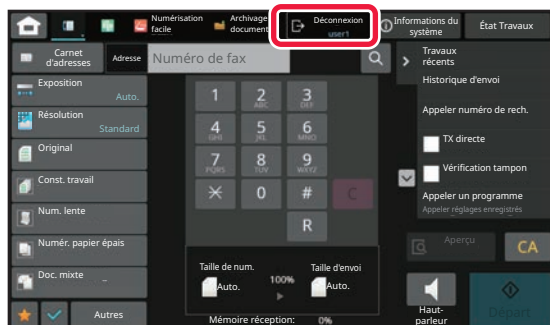 Numérisation facile
Archivage document
Déconnexion
user1
Informations du système
État Travaux
Carnet d'adresses
Adresse
Numéro de fax
Travaux récents
Exposition
Auto.
Historique d'envoi
Résolution
Standard
Appeler numéro de rech.
Original
TX directe
Const. travail
Vérification tampon
Num. lente
Appeler un programme
Appeler réglages enregistrés
Numér. papier épais
Doc. mixte
Autres
1
2 ABC
3 DEF
4 GHI
5 JKL
6 MNO
7 PQRS
8 TUV
9 WXYZ
0
#
C
R
Aperçu
CA
Taille de num.
Auto.
100%
Taille d'envoi
Auto.
Mémoire réception: 0%
Haut-parleur
Départ